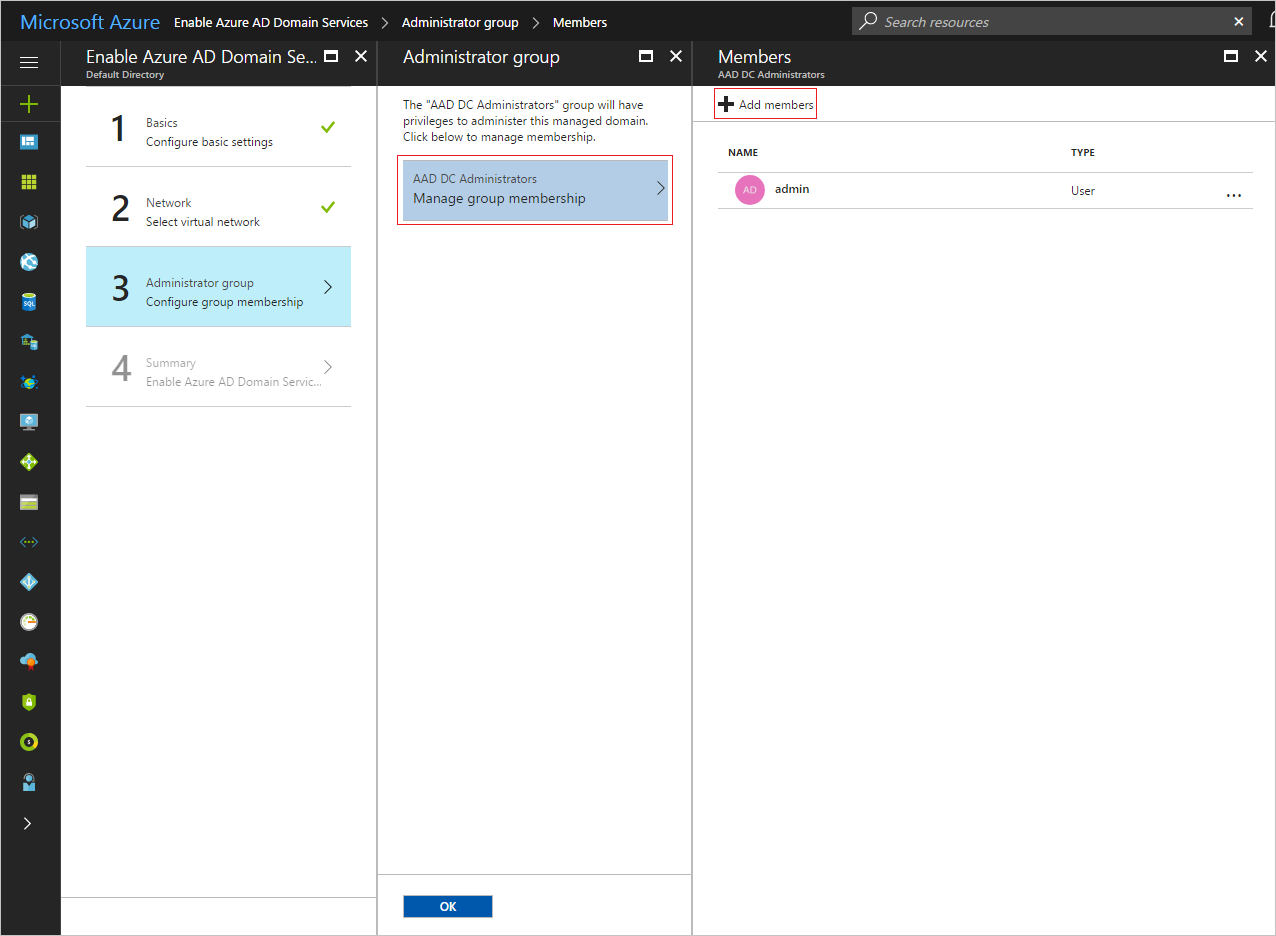 Microsoft Azure Enable Azure AD Domain Services > Administrator group > Members
Search resources
Enable Azure AD Domain Se...
Default Directory
1
Basics
Configure basic settings
2
Network
Select virtual network
3
Administrator group
Configure group membership
4
Summary
Enable Azure AD Domain Servic...
Administrator group
The "AAD DC Administrators" group will have
privileges to administer this managed domain.
Click below to manage membership.
AAD DC Administrators
Manage group membership
OK
Members
AAD DC Administrators
Add members
NAME TYPE
AD admin User ...
SQL